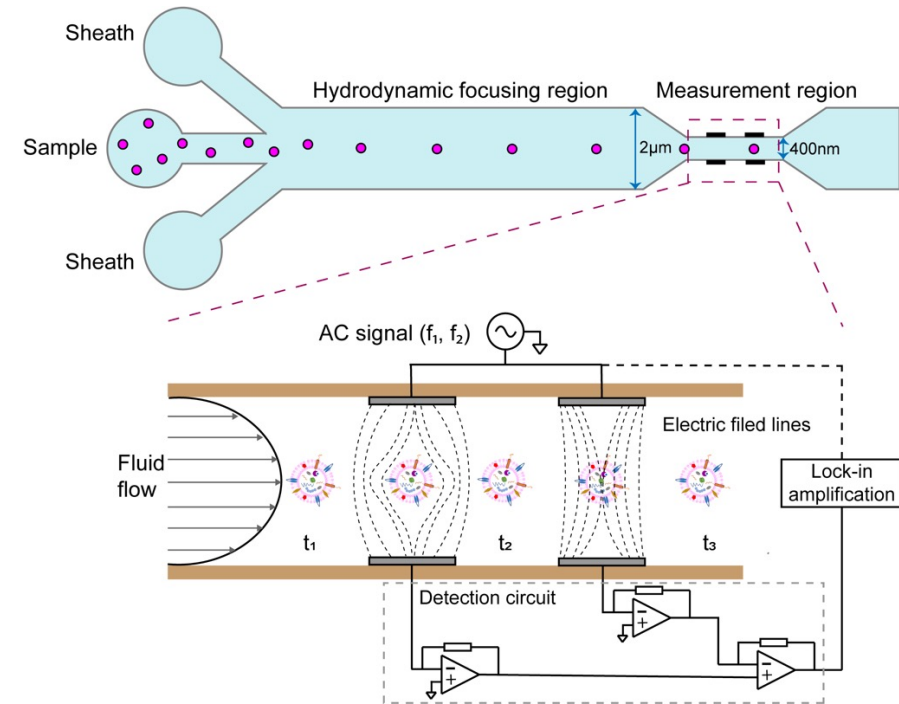 Sheath
Hydrodynamic focusing region
Measurement region
Sample
2μm
400nm
Sheath
AC signal (f₁, f₂)
Electric filed lines
Fluid
flow
Lock-in
amplification
t₁
t₂
t₃
Detection circuit
−
+
−
+
−
+